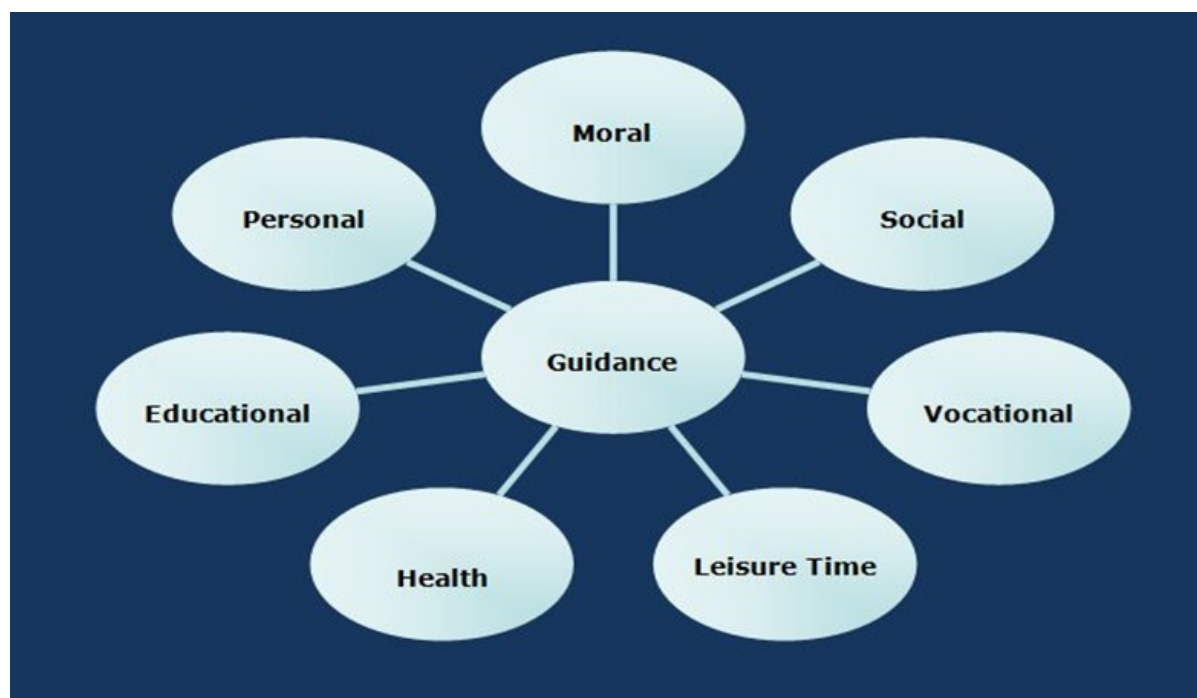 Moral
Personal
Social
Guidance
Educational
Vocational
Health
Leisure Time